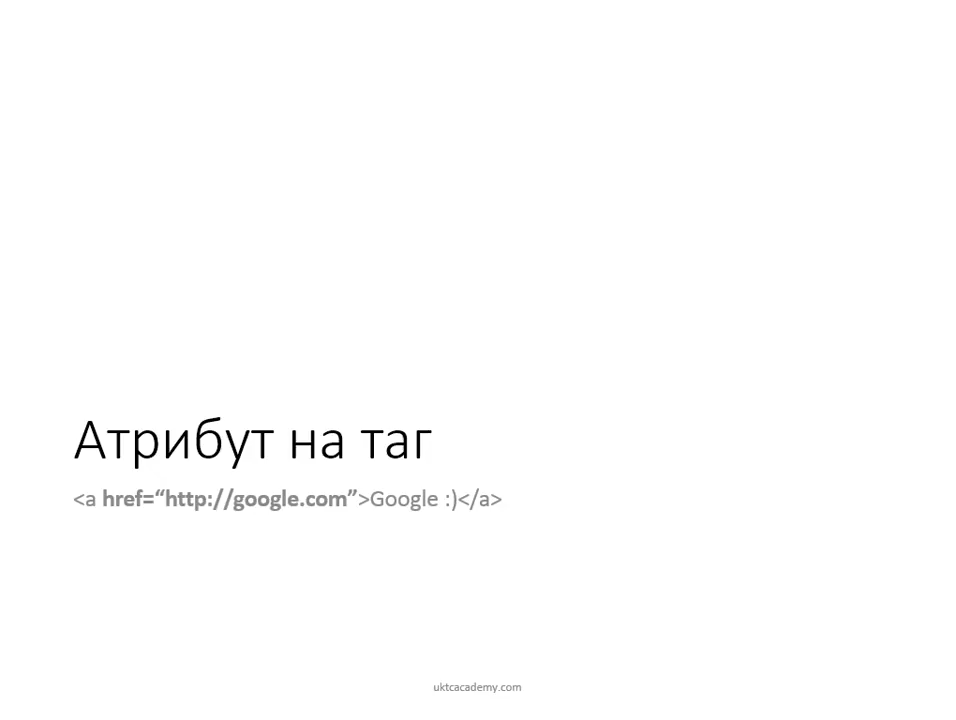 Атрибут на таг
<a href=“http://google.com”>Google :)</a>
uktcacademy.com